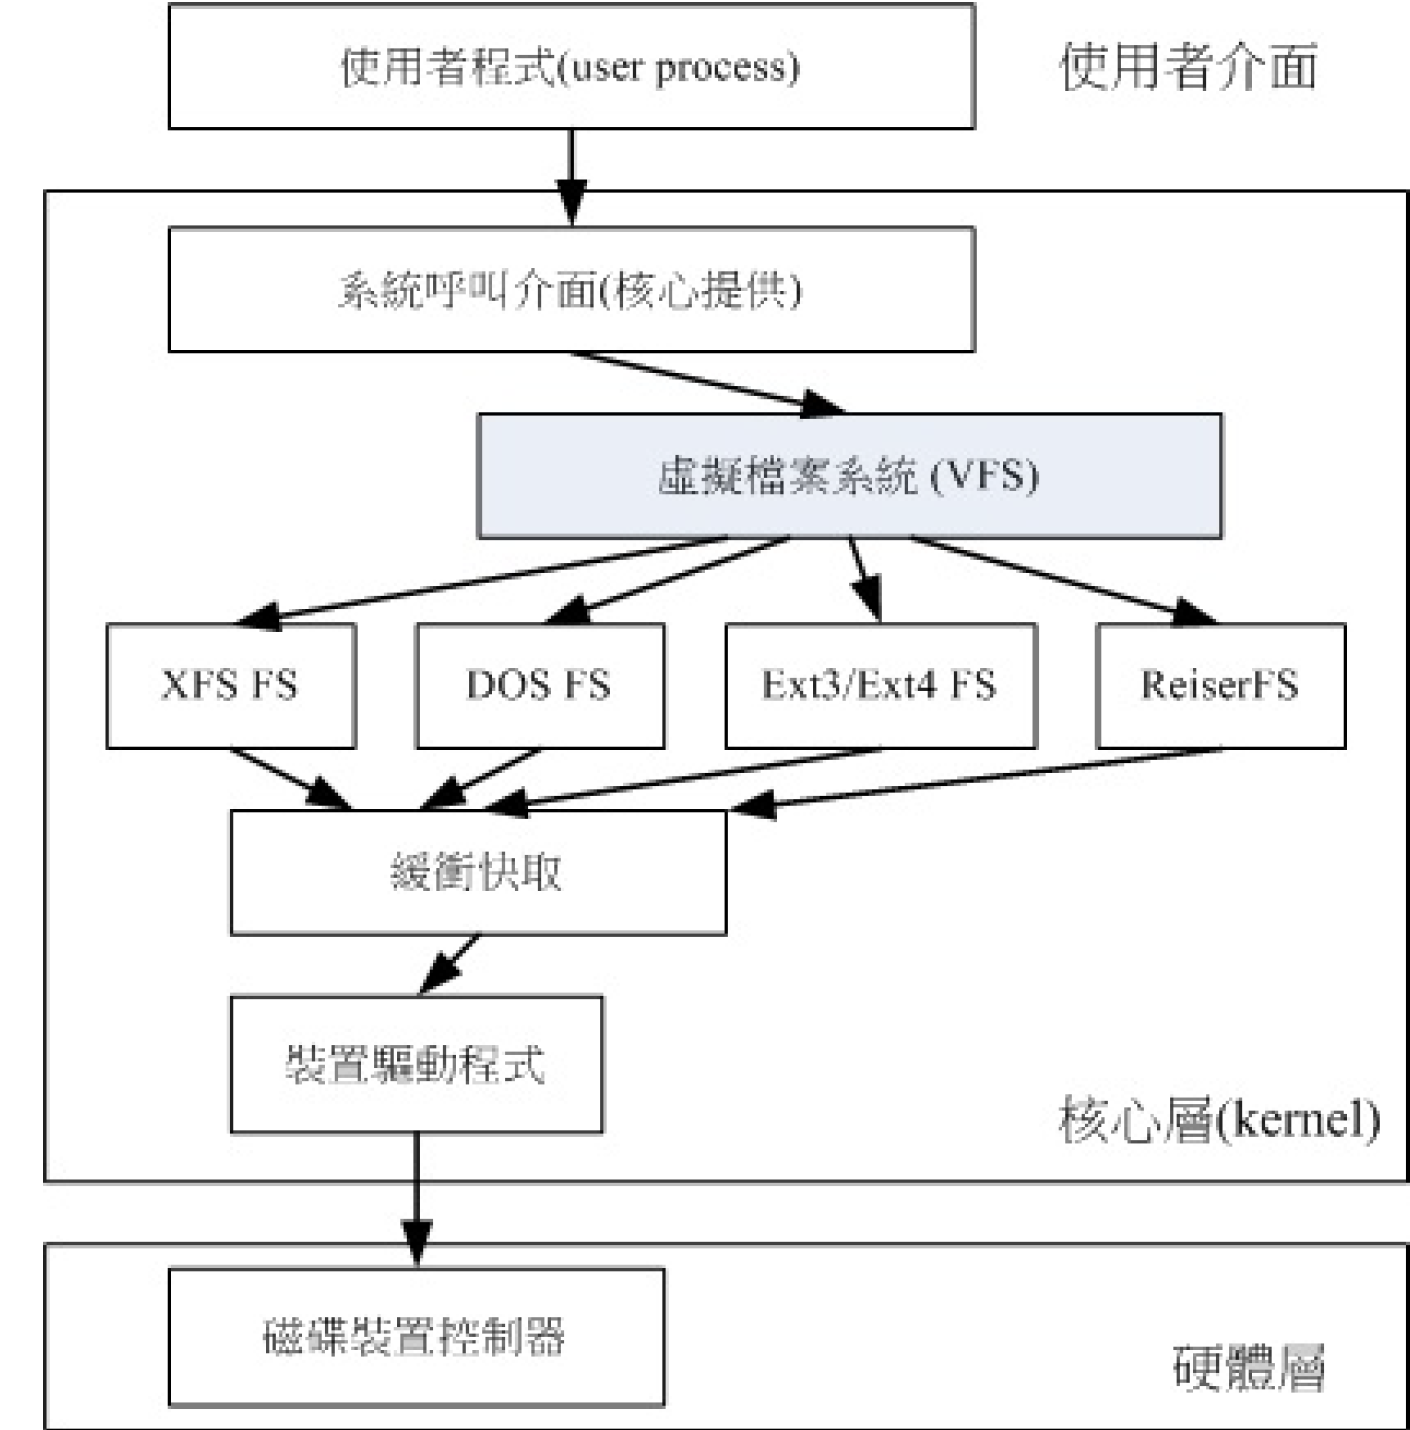 使用者程式(user process)
使用者介面
系統呼叫介面(核心提供)
虛擬檔案系統 (VFS)
XFS FS
DOS FS
Ext3/Ext4 FS
ReiserFS
緩衝快取
裝置驅動程式
核心層(kernel)
磁碟裝置控制器
硬體層